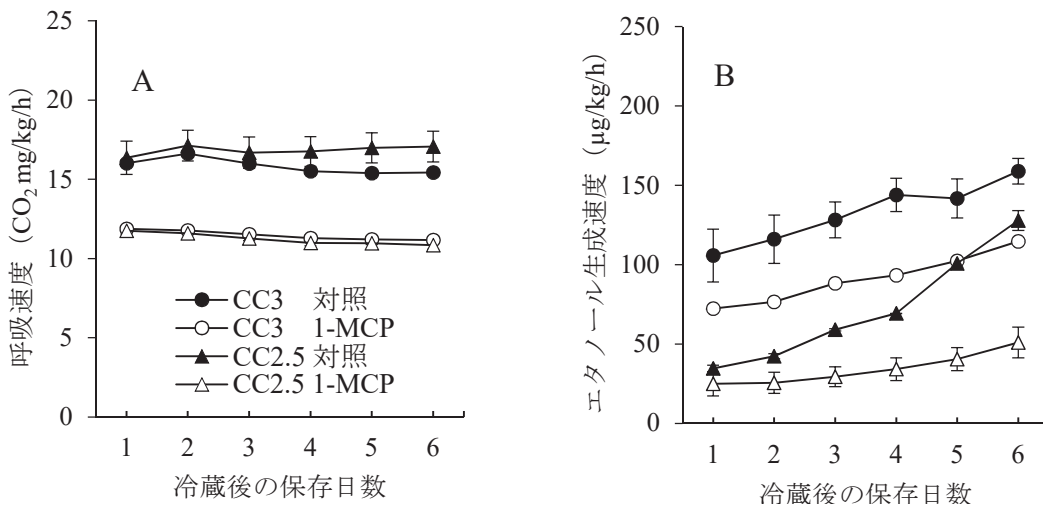 25
20
15
10
5
0
A
呼吸速度（CO₂ mg/kg/h）
CC3 対照
CC3 1-MCP
CC2.5 対照
CC2.5 1-MCP
1 2 3 4 5 6
冷蔵後の保存日数
250
200
150
100
50
0
B
エタノール生成速度（µg/kg/h）
1 2 3 4 5 6
冷蔵後の保存日数